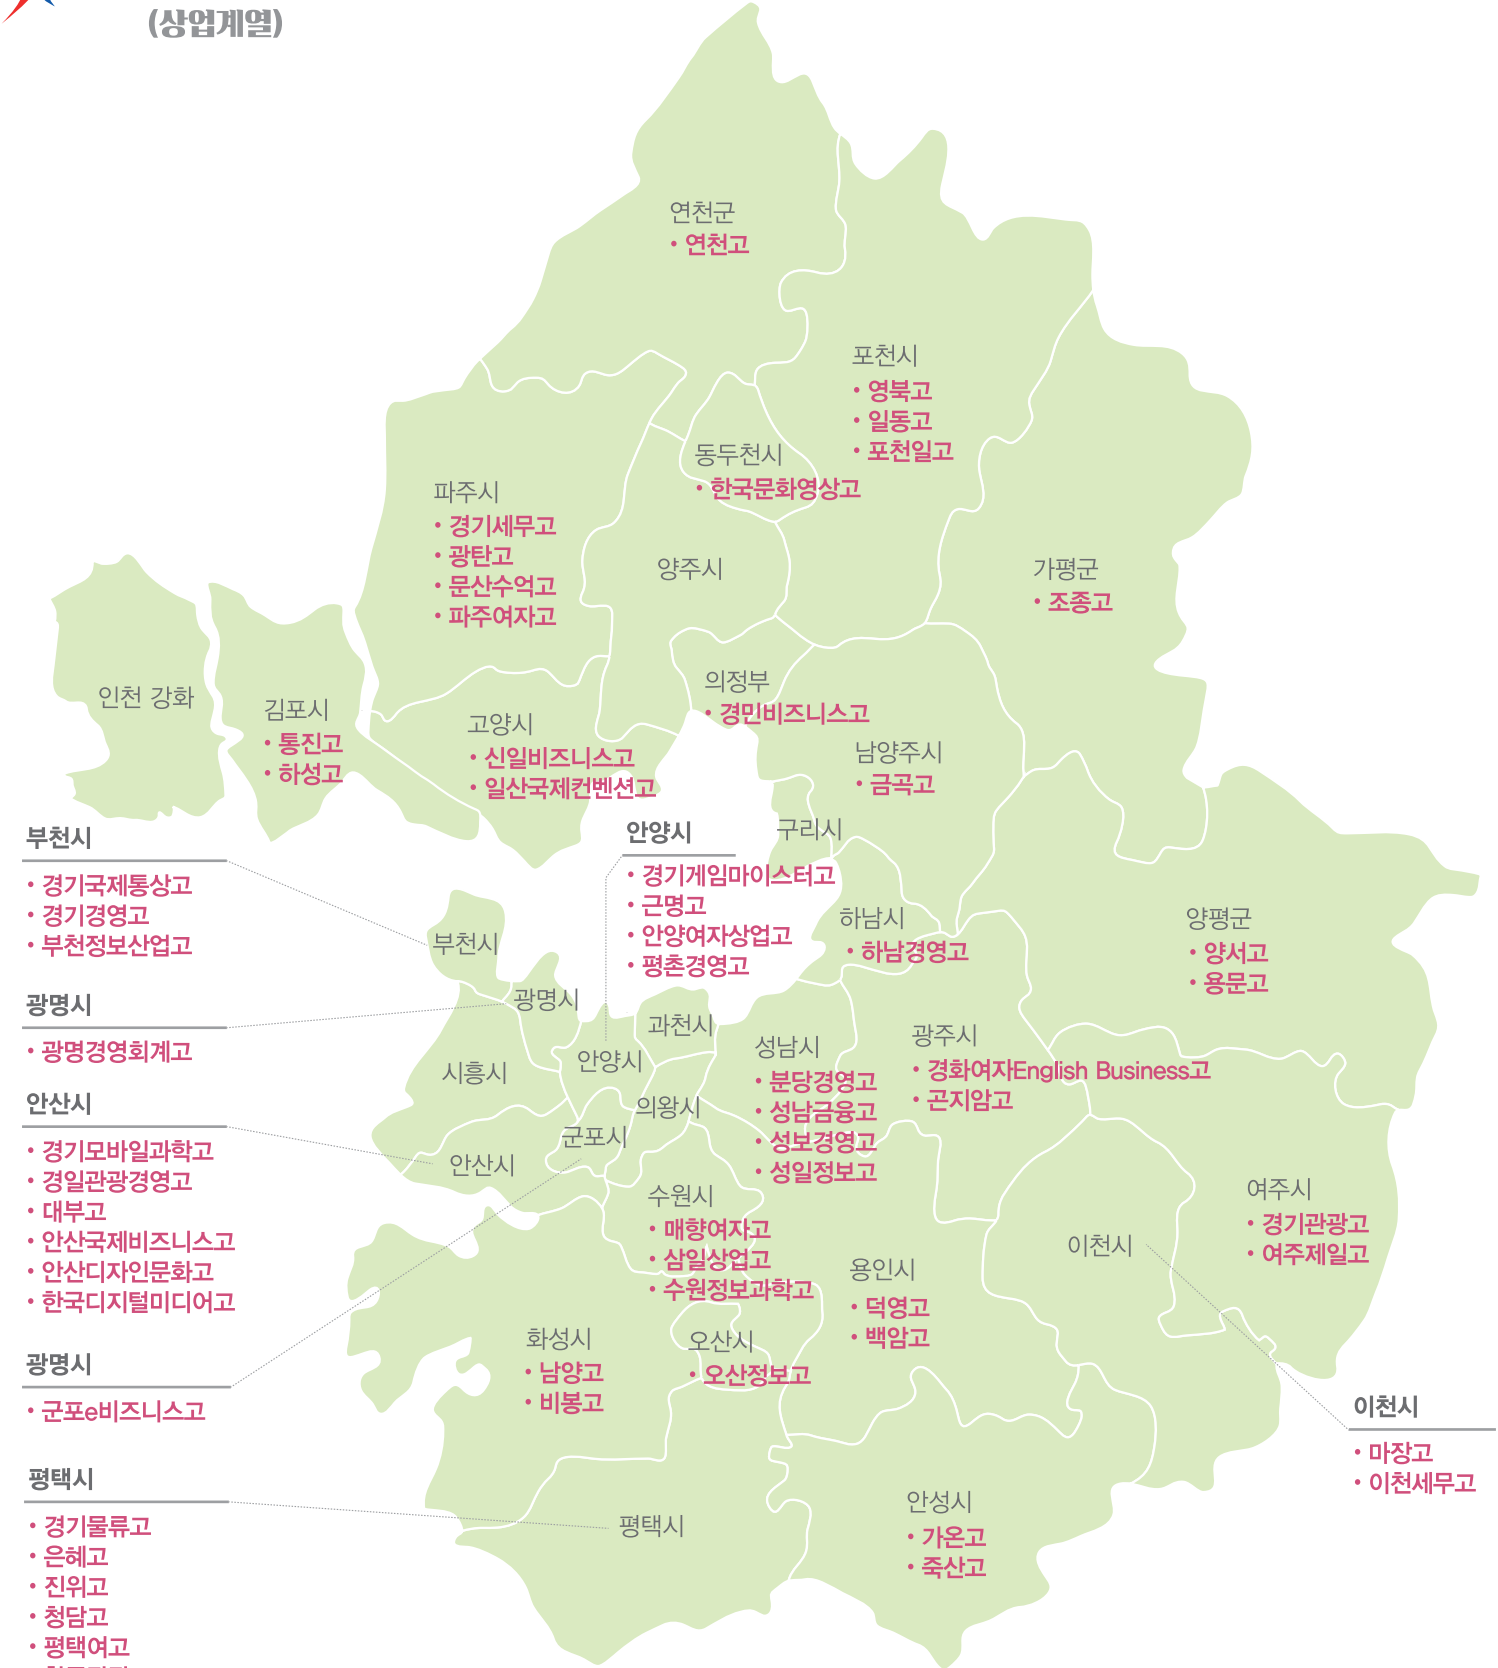 (상업계열)
연천군
• 연천고
포천시
• 영북고
• 일동고
• 포천일고
동두천시
• 한국문화영상고
파주시
• 경기세무고
• 광탄고
• 문산수억고
• 파주여자고
양주시
가평군
• 조종고
인천 강화
김포시
• 통진고
• 하성고
고양시
• 신일비즈니스고
• 일산국제컨벤션고
의정부
• 경민비즈니스고
남양주시
• 금곡고
구리시
부천시
• 경기국제통상고
• 경기경영고
• 부천정보산업고
안양시
• 경기게임마이스터고
• 근명고
• 안양여자상업고
• 평촌경영고
하남시
• 하남경영고
양평군
• 양서고
• 용문고
부천시
광명시
광명시
• 광명경영회계고
과천시
안양시
시흥시
성남시
• 분당경영고
• 성남금융고
• 성보경영고
• 성일정보고
광주시
• 경화여자English Business고
• 곤지암고
의왕시
군포시
안산시
안산시
• 경기모바일과학고
• 경일관광경영고
• 대부고
• 안산국제비즈니스고
• 안산디자인문화고
• 한국디지털미디어고
수원시
• 매향여자고
• 삼일상업고
• 수원정보과학고
여주시
• 경기관광고
• 여주제일고
이천시
용인시
• 덕영고
• 백암고
화성시
• 남양고
• 비봉고
오산시
• 오산정보고
광명시
• 군포e비즈니스고
이천시
• 마장고
• 이천세무고
평택시
• 경기물류고
• 은혜고
• 진위고
• 청담고
• 평택여고
평택시
안성시
• 가온고
• 죽산고